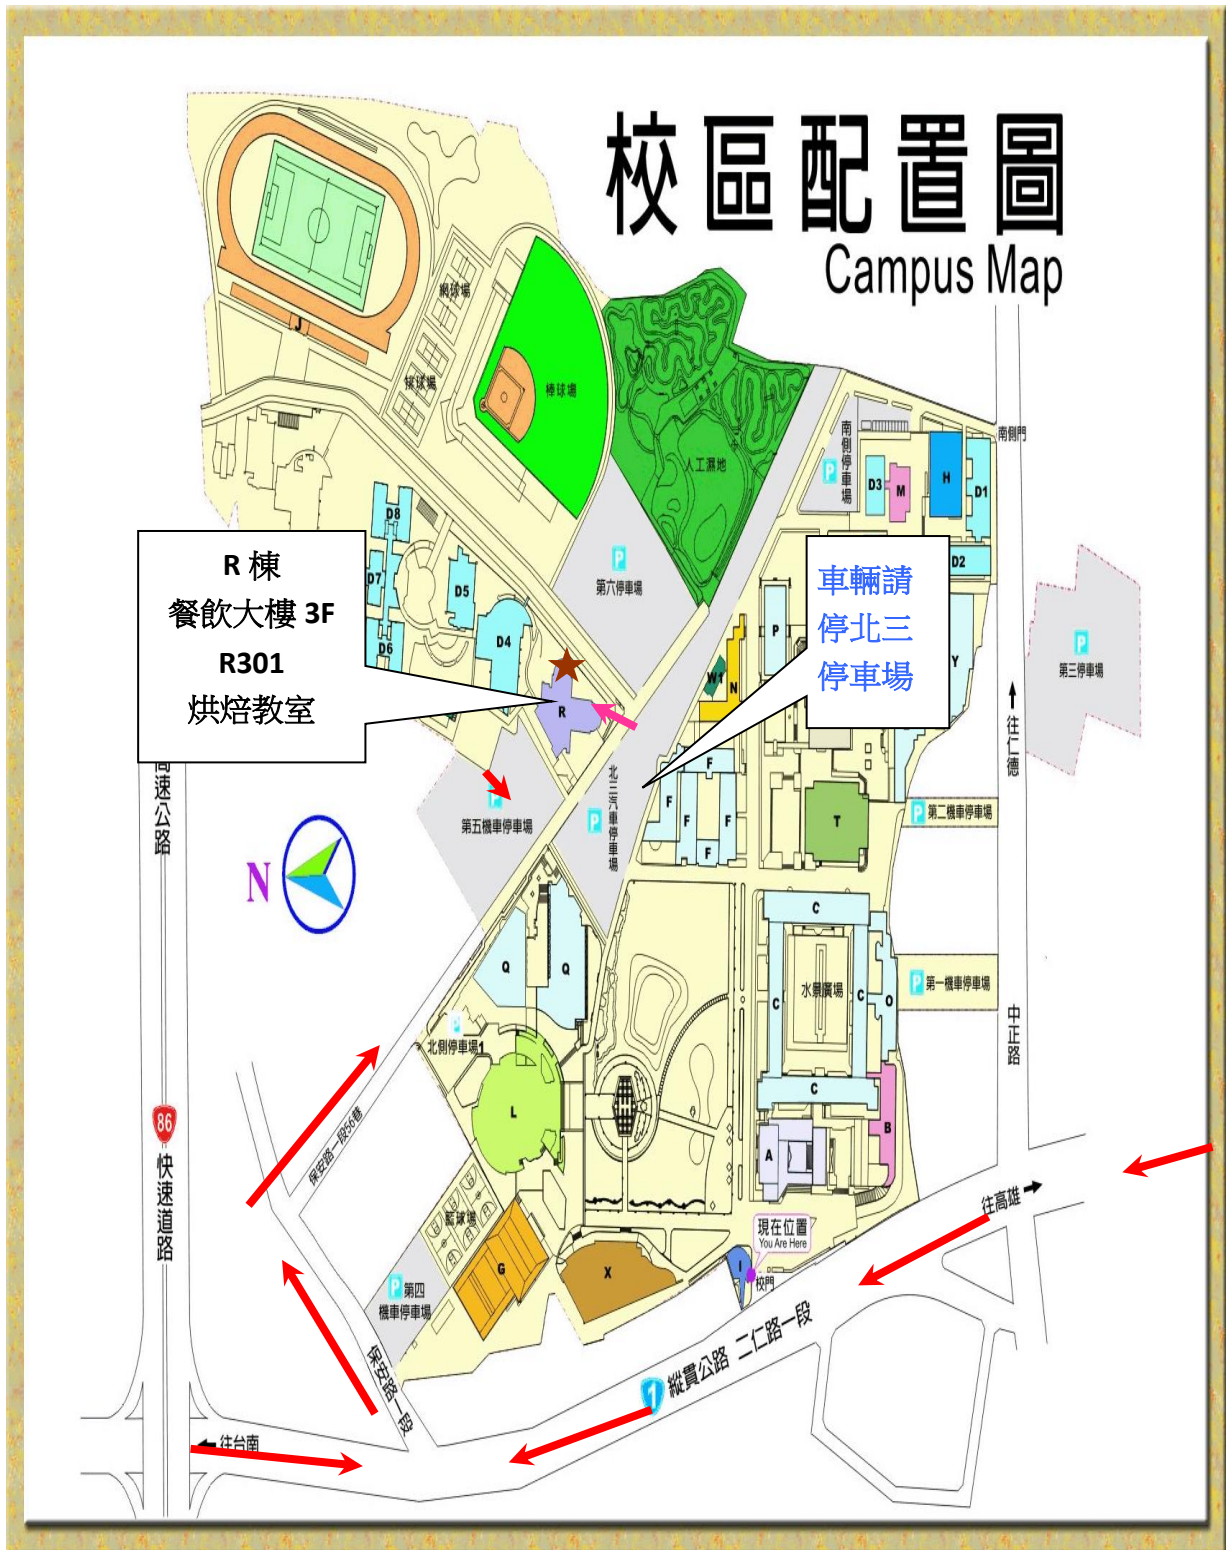 校區配置圖
Campus Map
網球場
排球場
J
棒球場
人工濕地
南側停車場
P
南側門
D3
M
H
D1
D2
D8
D7
D6
D5
D4
R 棟
餐飲大樓 3F
R301
烘焙教室
P
第六停車場
車輛請
停北三
停車場
P
W1
N
Y
P
第三停車場
R
往仁德
高速公路
P
第五機車停車場
北三汽車停車場
P
F
F
F
F
F
T
P
第二機車停車場
N
C
C
C
C
水景廣場
O
P
第一機車停車場
Q
Q
中正路
P
北側停車場1
L
保安路一段56巷
86
快速道路
A
B
籃球場
往高雄
現在位置
You Are Here
G
X
I
校門
P
第四
機車停車場
保安路一段
1
縱貫公路 二仁路一段
往台南